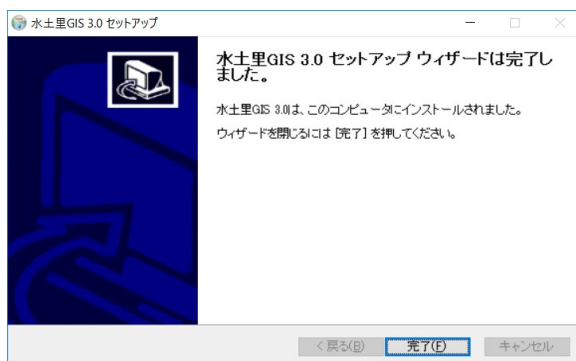 水土里GIS 3.0 セットアップ
水土里GIS 3.0 セットアップ ウィザードは完了し
ました。
水土里GIS 3.0は、このコンピュータにインストールされました。
ウィザードを閉じるには [完了] を押してください。
< 戻る(B)
完了(F)
キャンセル